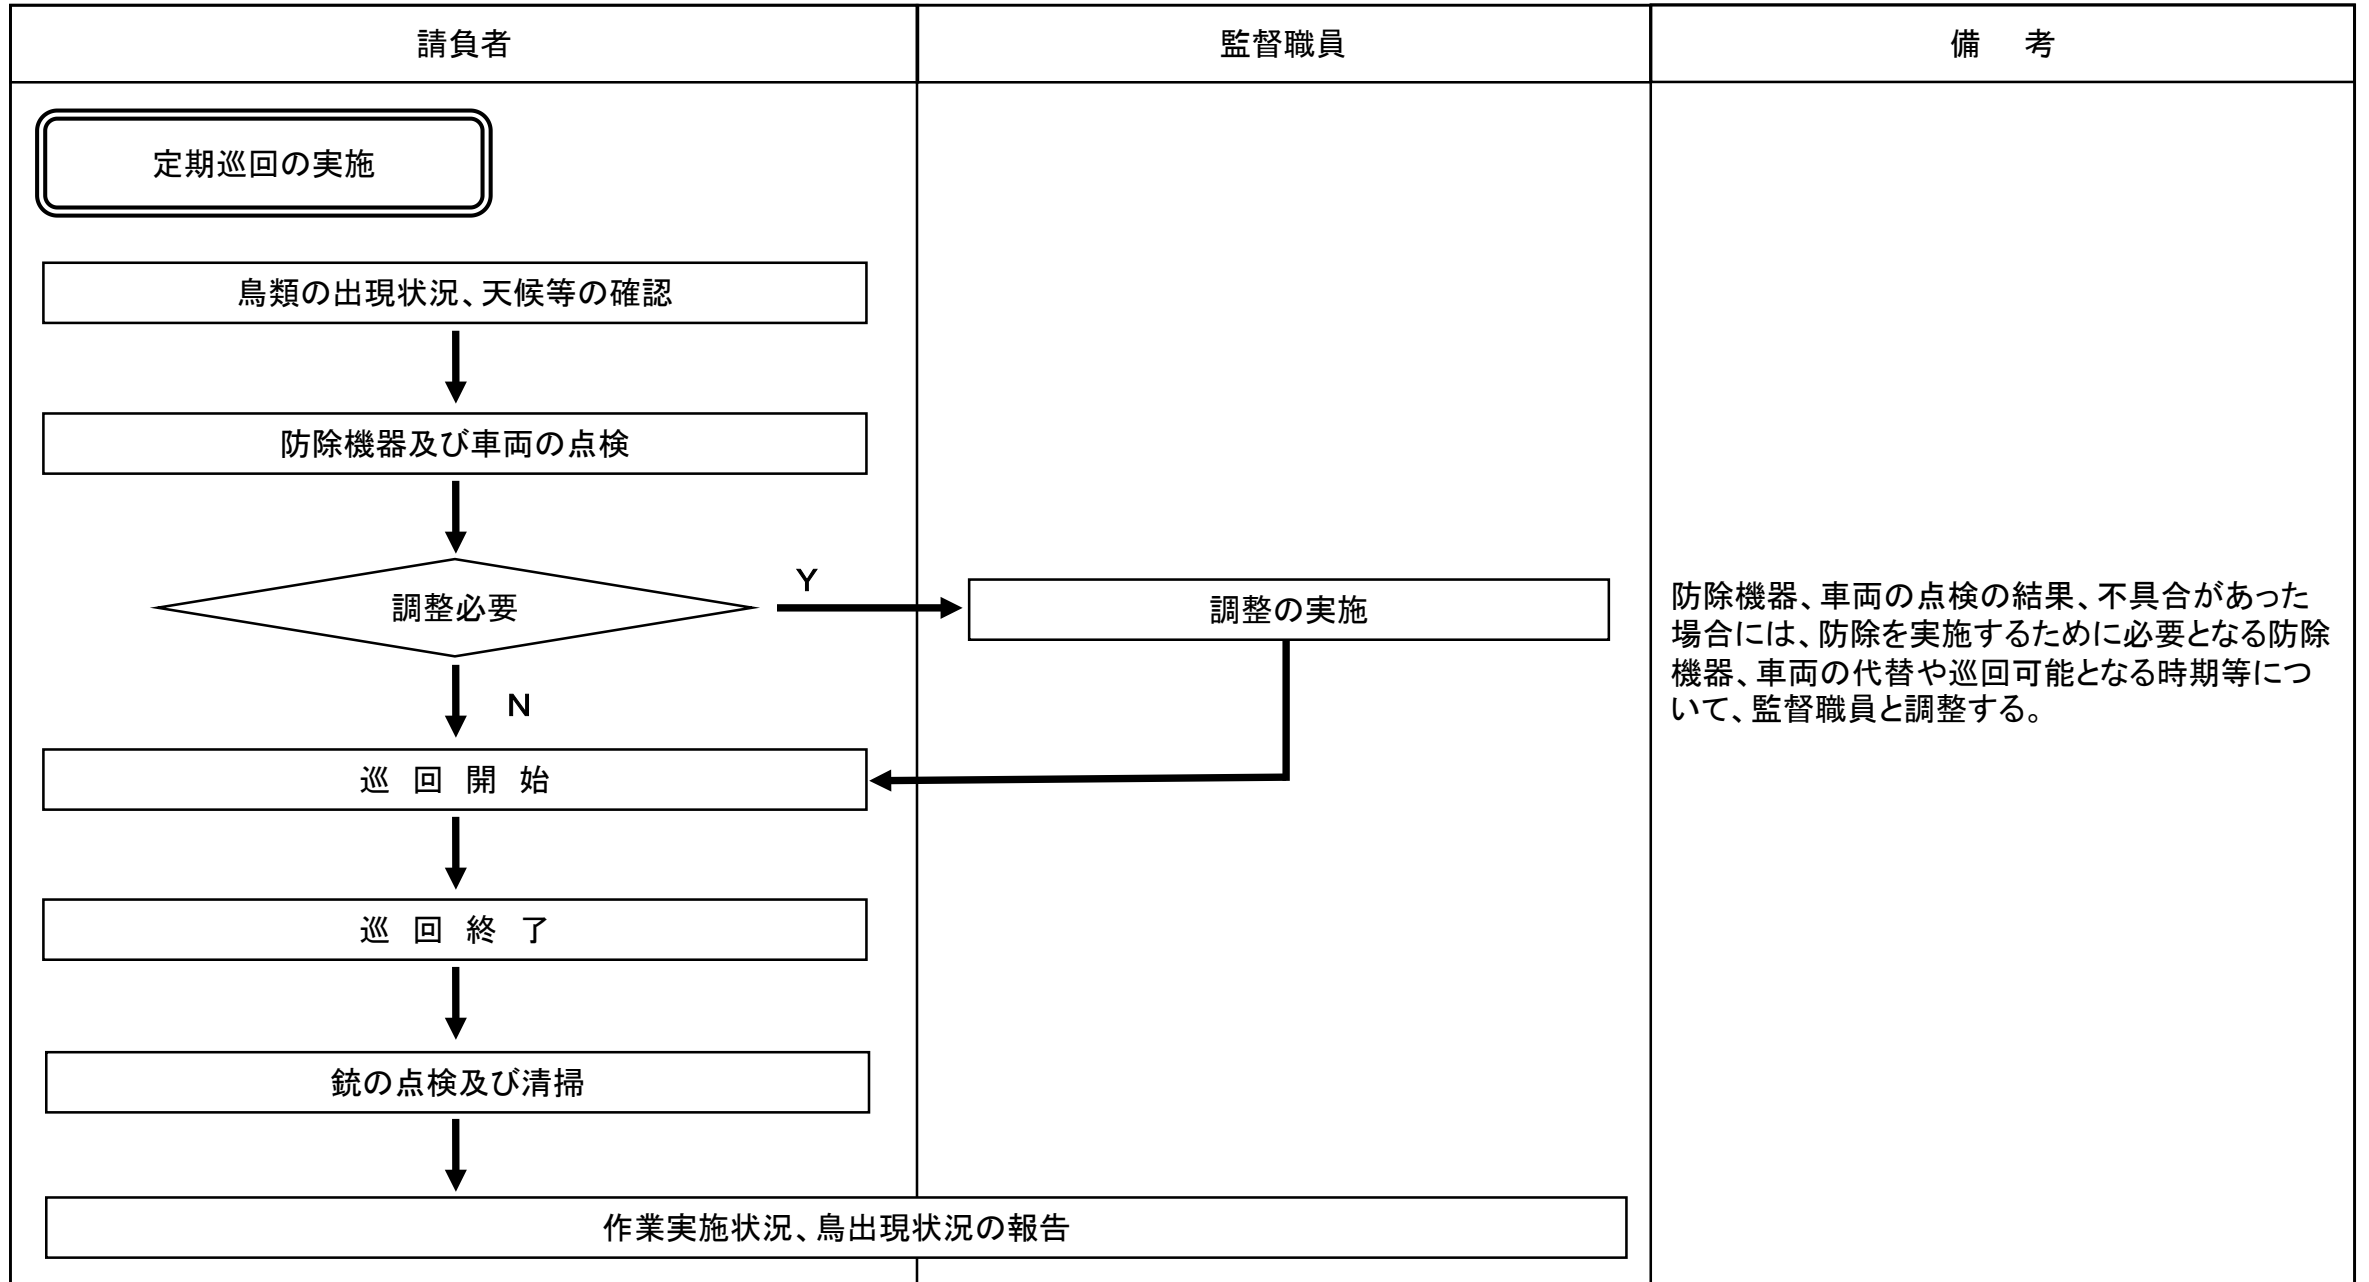 請負者
監督職員
備　考
定期巡回の実施
鳥類の出現状況、天候等の確認
防除機器及び車両の点検
調整必要
Y
調整の実施
防除機器、車両の点検の結果、不具合があった
場合には、防除を実施するために必要となる防除
機器、車両の代替や巡回可能となる時期等につ
いて、監督職員と調整する。
N
巡　回　開　始
巡　回　終　了
銃の点検及び清掃
作業実施状況、鳥出現状況の報告